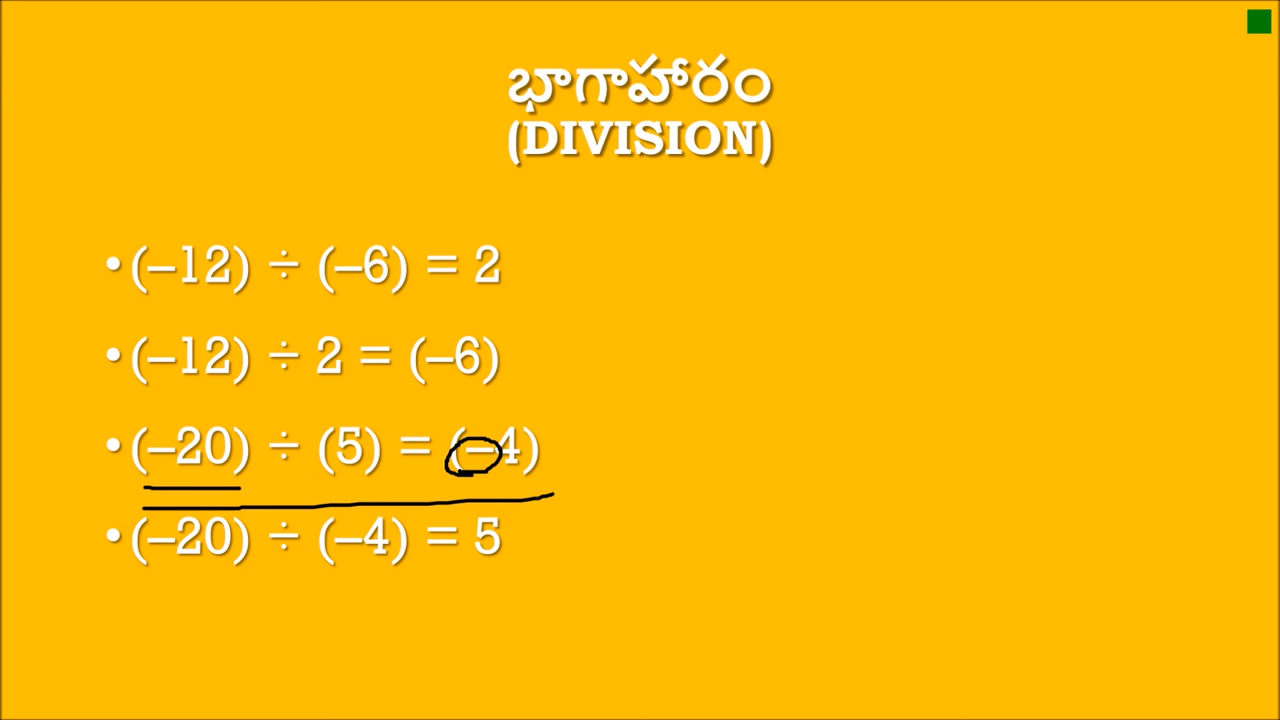 భాగాహారం
(DIVISION)
•(–12) ÷ (–6) = 2
•(–12) ÷ 2 = (–6)
•(–20) ÷ (5) = (–4)
•(–20) ÷ (–4) = 5